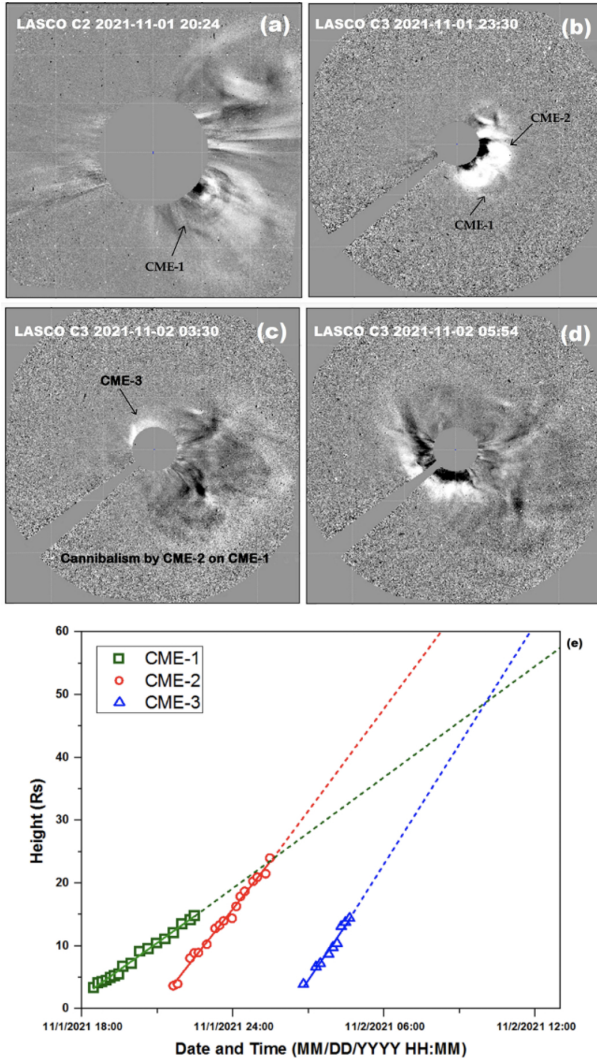 LASCO C2 2021-11-01 20:24 (a)
CME-1
LASCO C3 2021-11-01 23:30 (b)
CME-2
CME-1
LASCO C3 2021-11-02 03:30 (c)
CME-3
Cannibalism by CME-2 on CME-1
LASCO C3 2021-11-02 05:54 (d)
(e)
60
50
40
30
20
10
0
Height (Rs)
CME-1
CME-2
CME-3
11/1/2021 18:00 11/1/2021 24:00 11/2/2021 06:00 11/2/2021 12:00
Date and Time (MM/DD/YYYY HH:MM)